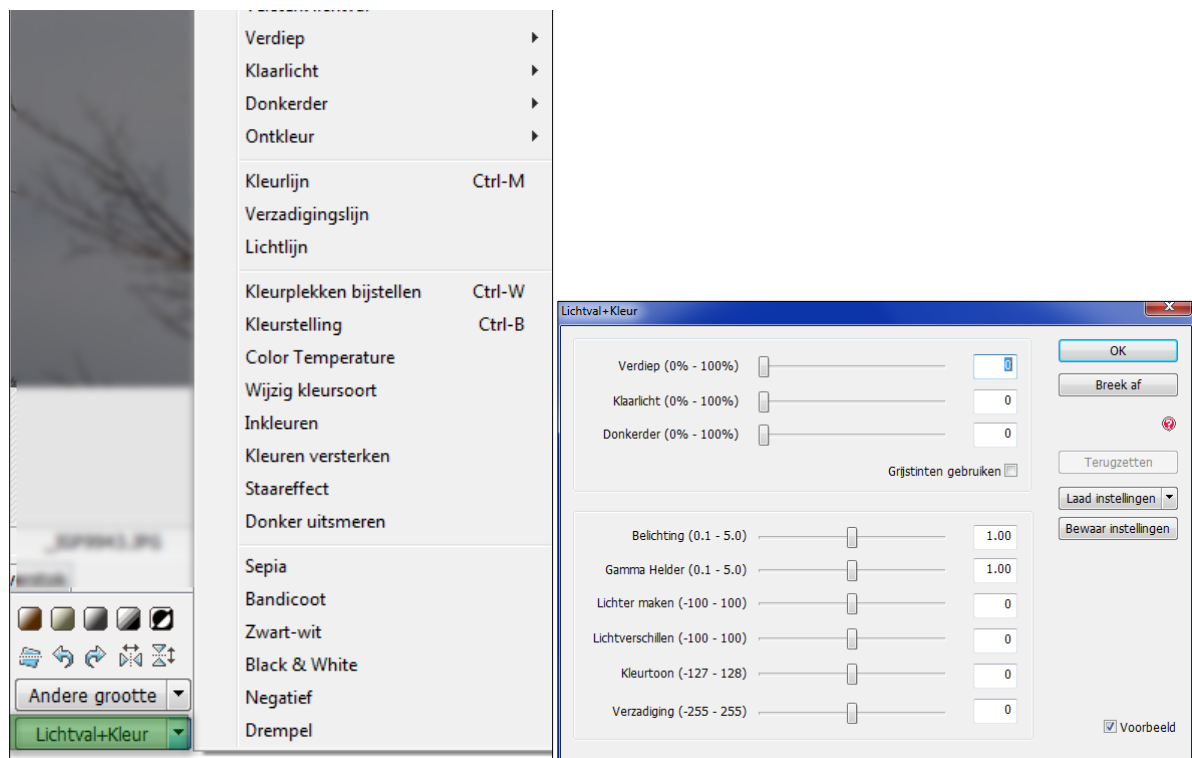 Verdiep
Klaarlicht
Donkerder
Ontkleur
Kleurlijn Ctrl-M
Verzadigingslijn
Lichtlijn
Kleurplekken bijstellen Ctrl-W
Kleurstelling Ctrl-B
Color Temperature
Wijzig kleursoort
Inkleuren
Kleuren versterken
Staareffect
Donker uitsmeren
Sepia
Bandicoot
Zwart-wit
Black & White
Negatief
Drempel
Andere grootte
Lichtval+Kleur
Lichtval+Kleur
Verdiep (0% - 100%) 0
Klaarlicht (0% - 100%) 0
Donkerder (0% - 100%) 0
Grijstinten gebruiken
Belichting (0.1 - 5.0) 1.00
Gamma Helder (0.1 - 5.0) 1.00
Lichter maken (-100 - 100) 0
Lichtverschillen (-100 - 100) 0
Kleurtoon (-127 - 128) 0
Verzadiging (-255 - 255) 0
OK
Breek af
Terugzetten
Laad instellingen
Bewaar instellingen
Voorbeeld